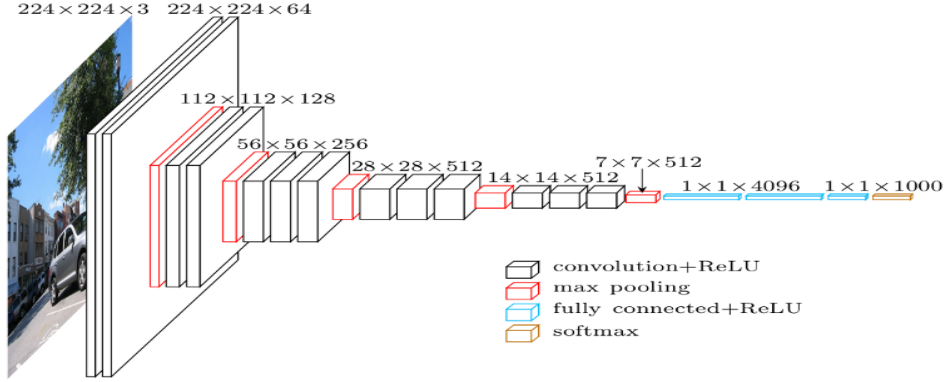 224×224×3
224×224×64
112×112×128
56×56×256
28×28×512
14×14×512
7×7×512
1×1×4096
1×1×1000
convolution+ReLU
max pooling
fully connected+ReLU
softmax